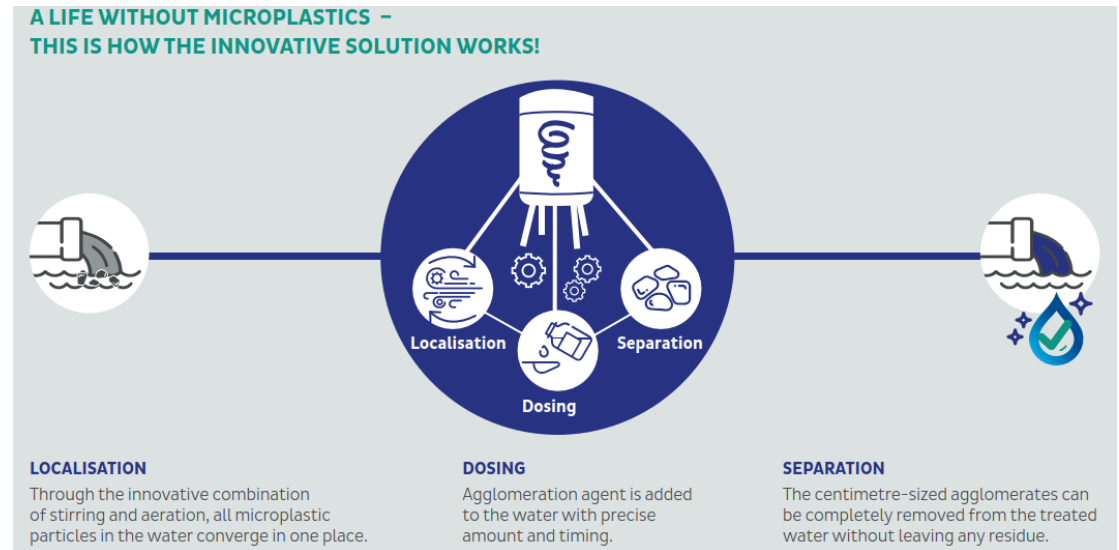 A LIFE WITHOUT MICROPLASTICS –
THIS IS HOW THE INNOVATIVE SOLUTION WORKS!
Localisation
Separation
Dosing
LOCALISATION
Through the innovative combination
of stirring and aeration, all microplastic
particles in the water converge in one place.
DOSING
Agglomeration agent is added
to the water with precise
amount and timing.
SEPARATION
The centimetre-sized agglomerates can
be completely removed from the treated
water without leaving any residue.